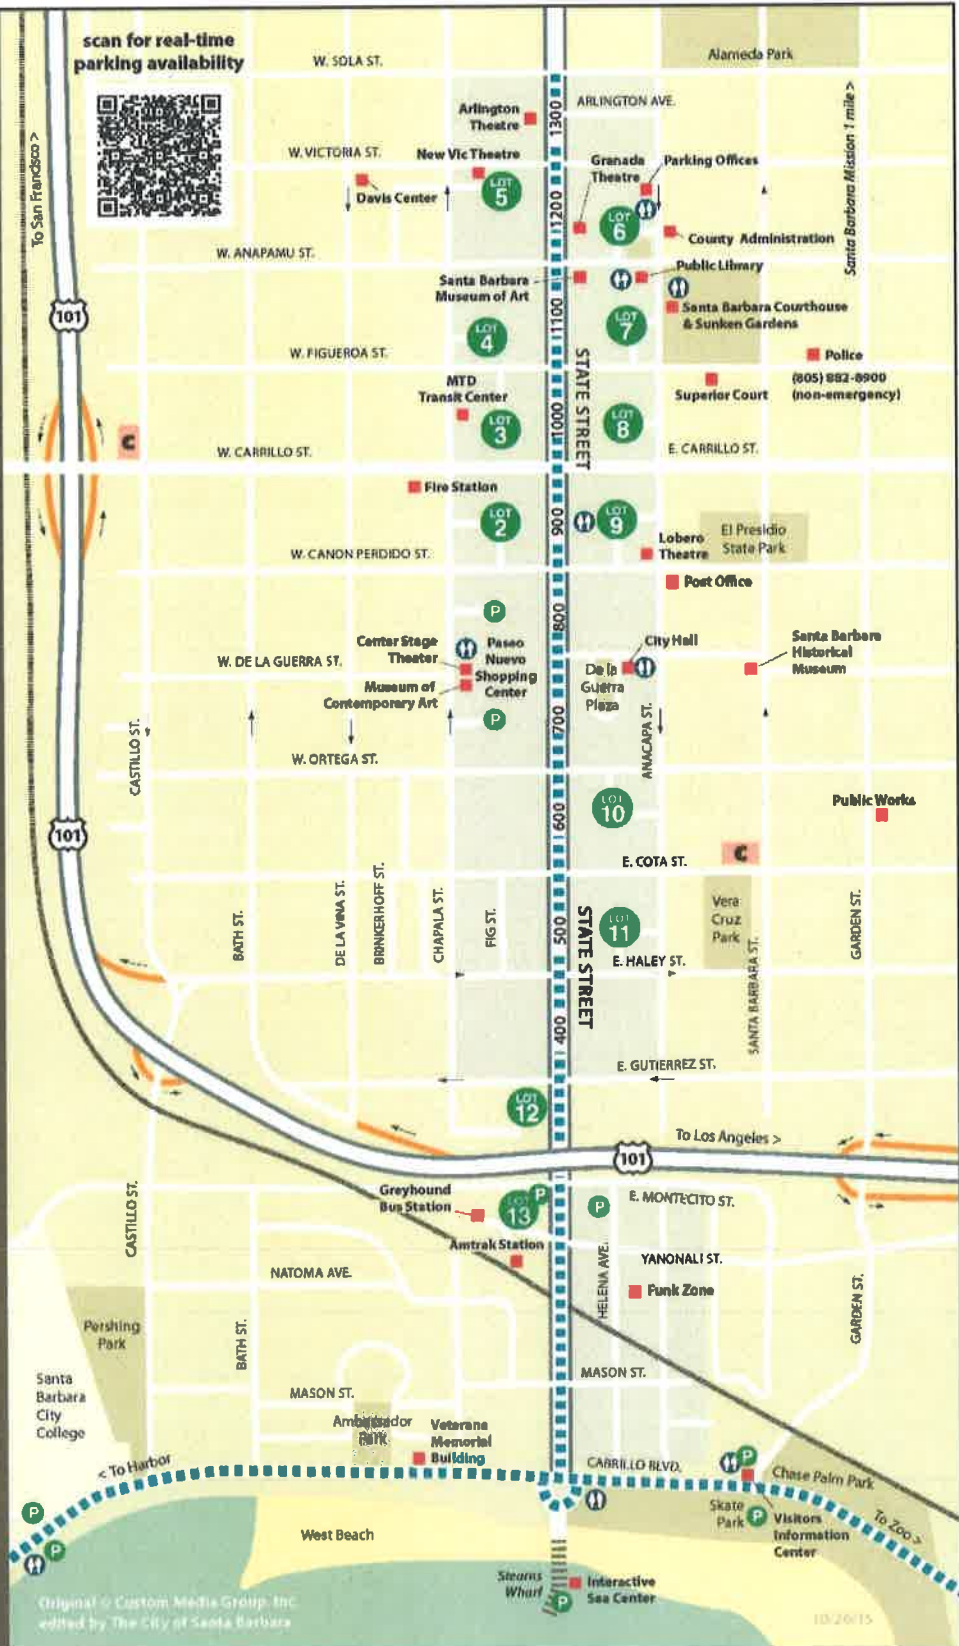 scan for real-time
parking availability
W. SOLA ST.
Alameda Park
To San Francisco >
Arlington
Theatre
1300
ARLINGTON AVE.
Santa Barbara Mission 1 mile >
W. VICTORIA ST.
New Vic Theatre
Granada
Theatre
Parking Offices
Davis Center
LOT
5
1200
LOT
6
County Administration
W. ANAPAMU ST.
Santa Barbara
Museum of Art
Public Library
101
LOT
4
1100
LOT
7
Santa Barbara Courthouse
& Sunken Gardens
W. FIGUEROA ST.
STATE STREET
Police
(805) 882-8900
(non-emergency)
MTD
Transit Center
Superior Court
C
LOT
3
1000
LOT
8
W. CARRILLO ST.
E. CARRILLO ST.
Fire Station
LOT
2
900
LOT
9
El Presidio
State Park
W. CANON PERDIDO ST.
Lobero
Theatre
Post Office
P
800
Center Stage
Theater
Paseo
Nuevo
Shopping
Center
City Hall
Santa Barbara
Historical
Museum
W. DE LA GUERRA ST.
De la
Guerra
Plaza
Museum of
Contemporary Art
P
700
CASTILLO ST.
ANACAPA ST.
W. ORTEGA ST.
101
600
LOT
10
Public Works
E. COTA ST.
C
BATH ST.
DE LA VINA ST.
BRINKERHOFF ST.
CHAPALA ST.
FIG ST.
500
STATE STREET
LOT
11
Vera
Cruz
Park
GARDEN ST.
E. HALEY ST.
SANTA BARBARA ST.
400
E. GUTIERREZ ST.
LOT
12
To Los Angeles >
101
CASTILLO ST.
Greyhound
Bus Station
LOT
13
P
P
E. MONTECITO ST.
Amtrak Station
HELENA AVE.
YANONALI ST.
NATOMA AVE.
Funk Zone
GARDEN ST.
Pershing
Park
BATH ST.
Santa
Barbara
City
College
MASON ST.
MASON ST.
Ambassador
Park
Veterans
Memorial
Building
< To Harbor
CABRILLO BLVD.
P
Chase Palm Park
P
P
West Beach
Skate
Park
P
Visitors
Information
Center
To Zoo >
Stearns
Wharf
P
Interactive
Sea Center
Original © Custom Media Group, Inc.
edited by The City of Santa Barbara
10/20/15